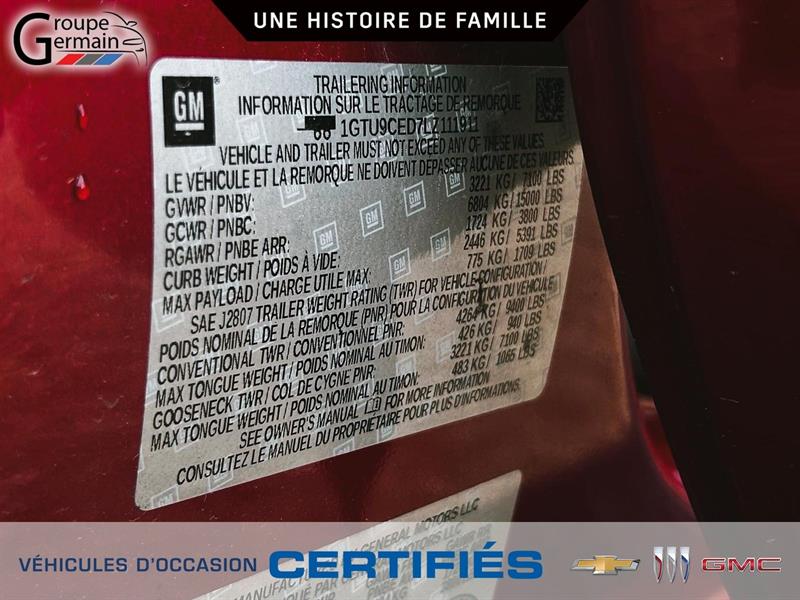 Groupe
Germain
UNE HISTOIRE DE FAMILLE
GM
TRAILERING INFORMATION
INFORMATION SUR LE TRACTAGE DE REMORQUE
1GTU9CED7LZ111911
VEHICLE AND TRAILER MUST NOT EXCEED ANY OF THESE VALUES
LE VÉHICULE ET LA REMORQUE NE DOIVENT DEPASSER AUCUNE DE CES VALEURS
GVWR / PNBV: 3221 KG / 7100 LBS
GCWR / PNBC: 6804 KG / 15000 LBS
RGAWR / PNBE ARR: 1724 KG / 3800 LBS
CURB WEIGHT / POIDS À VIDE: 2446 KG / 5391 LBS
MAX PAYLOAD / CHARGE UTILE MAX: 775 KG / 1709 LBS
SAE J2807 TRAILER WEIGHT RATING (TWR) FOR VEHICLE CONFIGURATION /
POIDS NOMINAL DE LA REMORQUE (PNR) POUR LA CONFIGURATION DU VÉHICULE
CONVENTIONAL TWR / CONVENTIONNEL PNR: 4264 KG / 9400 LBS
MAX TONGUE WEIGHT / POIDS NOMINAL AU TIMON: 426 KG / 940 LBS
GOOSENECK TWR / COL DE CYGNE PNR: 3221 KG / 7100 LBS
MAX TONGUE WEIGHT / POIDS NOMINAL AU TIMON: 483 KG / 1065 LBS
SEE OWNER'S MANUAL FOR MORE INFORMATION
CONSULTEZ LE MANUEL DU PROPRIÉTAIRE POUR PLUS D'INFORMATIONS.
GENERAL MOTORS LLC
GENERAL MOTORS LLC
VÉHICULES D'OCCASION CERTIFIÉS GMC